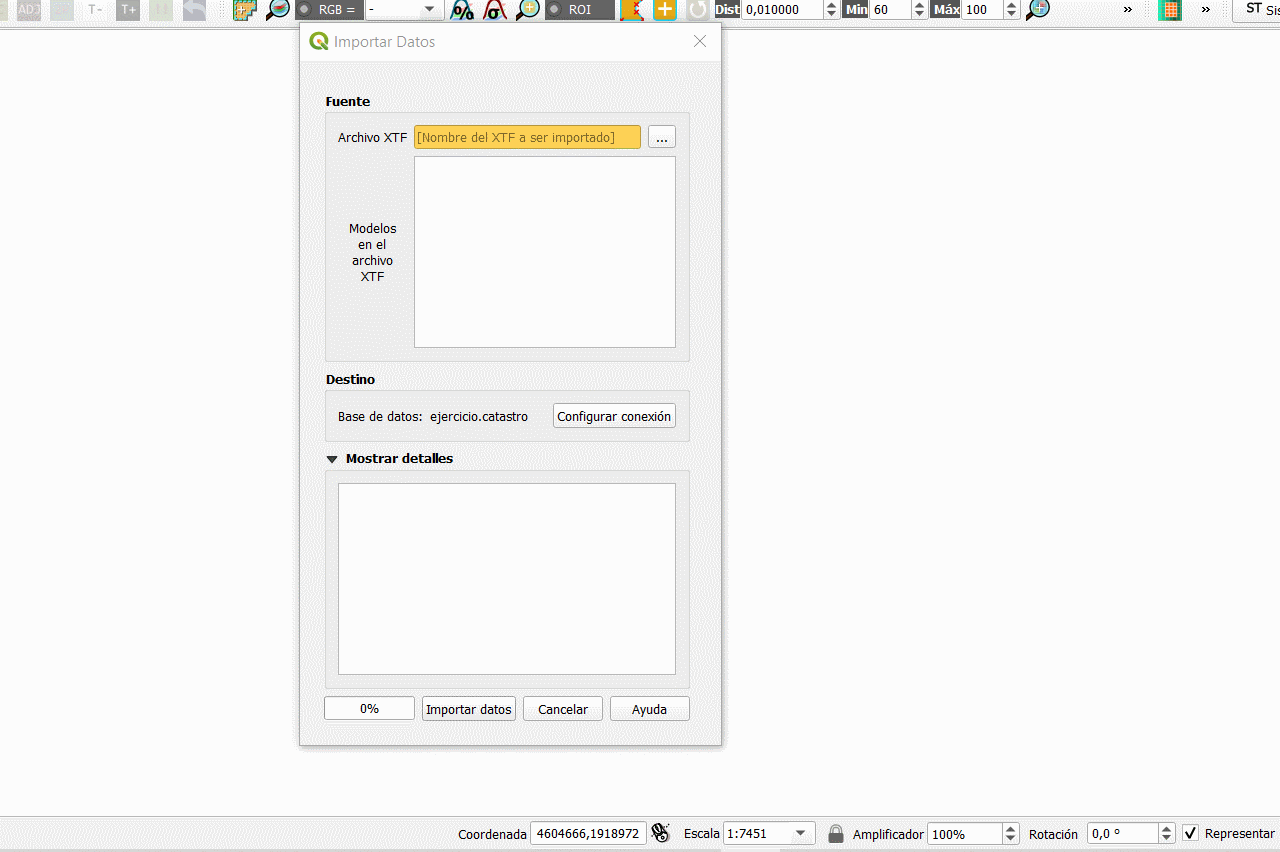 ADJ T- T+ RGB = - ROI Dist 0,010000 Min 60 Máx 100 » » ST
Importar Datos
Fuente
Archivo XTF [Nombre del XTF a ser importado] ...
Modelos
en el
archivo
XTF
Destino
Base de datos: ejercicio.catastro Configurar conexión
Mostrar detalles
0% Importar datos Cancelar Ayuda
Coordenada 4604666,1918972 Escala 1:7451 Amplificador 100% Rotación 0,0 ° Representar